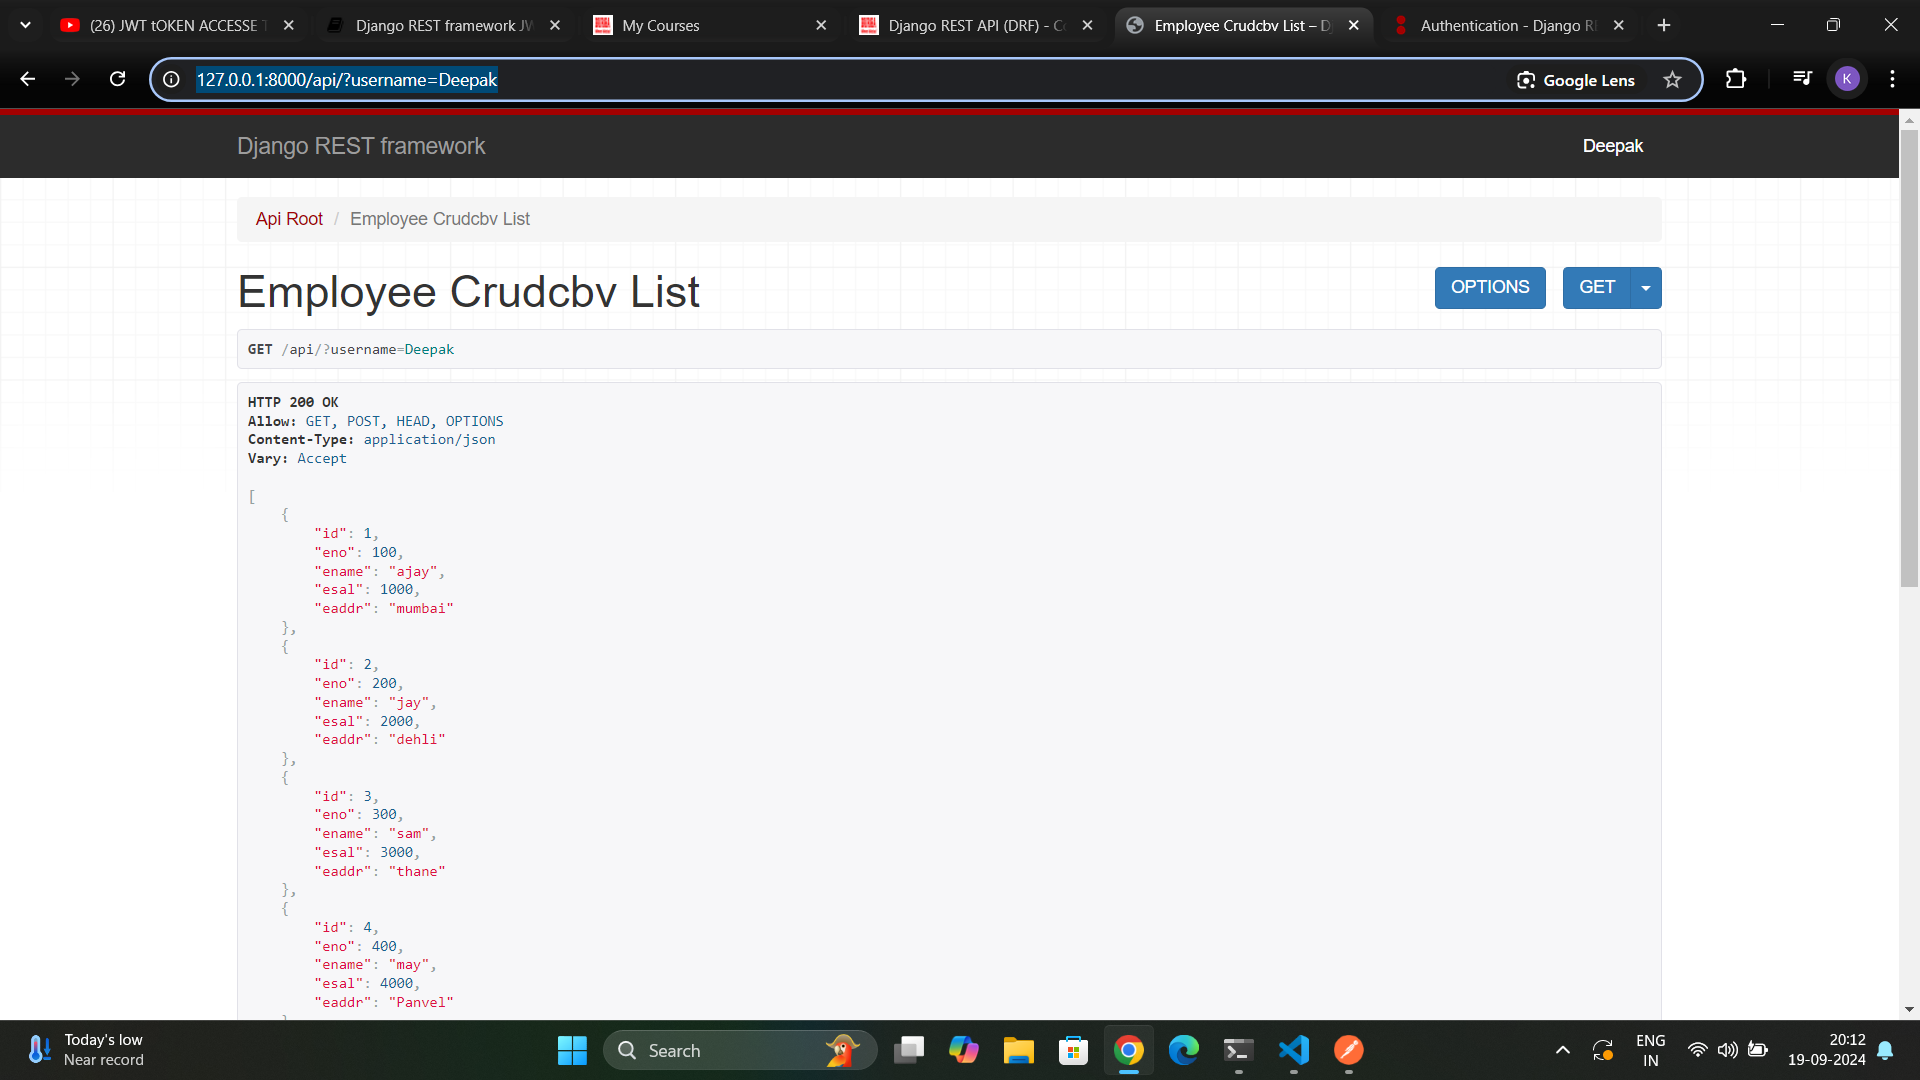 (26) JWT tOKEN ACCESSE T
Django REST framework JW
My Courses
Django REST API (DRF) - Co
Employee Crudcbv List – D
Authentication - Django RE
127.0.0.1:8000/api/?username=Deepak
Google Lens
K
Django REST framework
Deepak
Api Root / Employee Crudcbv List
Employee Crudcbv List
OPTIONS
GET
GET /api/?username=Deepak
HTTP 200 OK
Allow: GET, POST, HEAD, OPTIONS
Content-Type: application/json
Vary: Accept
[
    {
        "id": 1,
        "eno": 100,
        "ename": "ajay",
        "esal": 1000,
        "eaddr": "mumbai"
    },
    {
        "id": 2,
        "eno": 200,
        "ename": "jay",
        "esal": 2000,
        "eaddr": "dehli"
    },
    {
        "id": 3,
        "eno": 300,
        "ename": "sam",
        "esal": 3000,
        "eaddr": "thane"
    },
    {
        "id": 4,
        "eno": 400,
        "ename": "may",
        "esal": 4000,
        "eaddr": "Panvel"
Today's low
Near record
Search
ENG
IN
20:12
19-09-2024